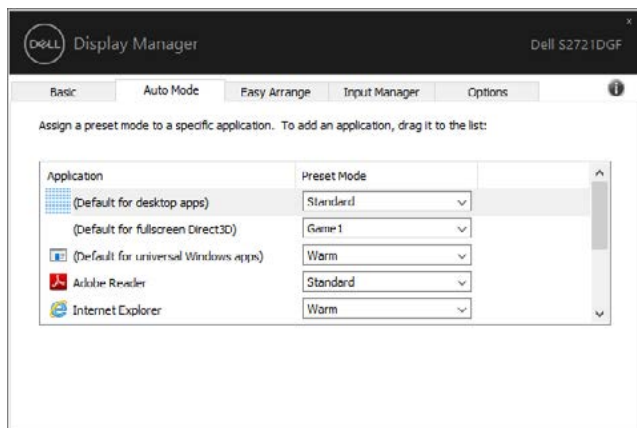 DELL Display Manager Dell S2721DGF
Basic Auto Mode Easy Arrange Input Manager Options
Assign a preset mode to a specific application. To add an application, drag it to the list:
Application Preset Mode
(Default for desktop apps) Standard
(Default for fullscreen Direct3D) Game1
(Default for universal Windows apps) Warm
Adobe Reader Standard
Internet Explorer Warm